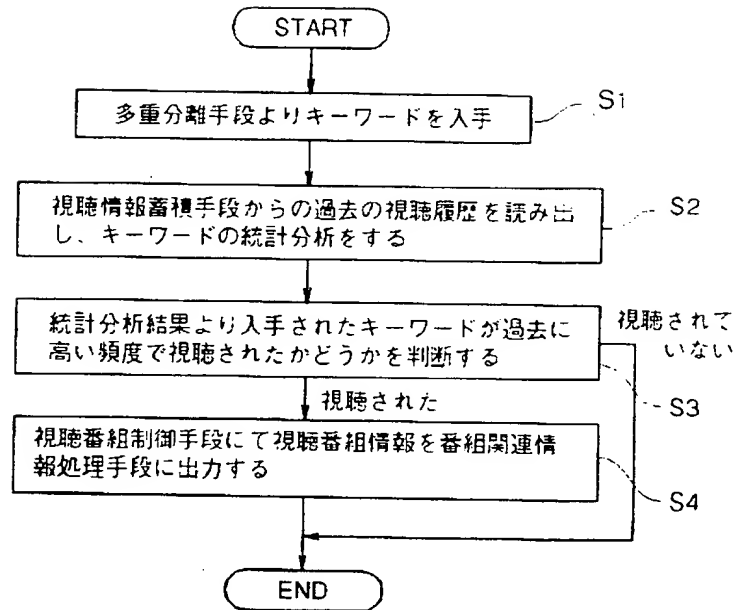 START
多重分離手段よりキーワードを入手
S1
視聴情報蓄積手段からの過去の視聴履歴を読み出
し、キーワードの統計分析をする
S2
統計分析結果より入手されたキーワードが過去に
高い頻度で視聴されたかどうかを判断する
視聴されて
いない
S3
視聴された
視聴番組制御手段にて視聴番組情報を番組関連情
報処理手段に出力する
S4
END